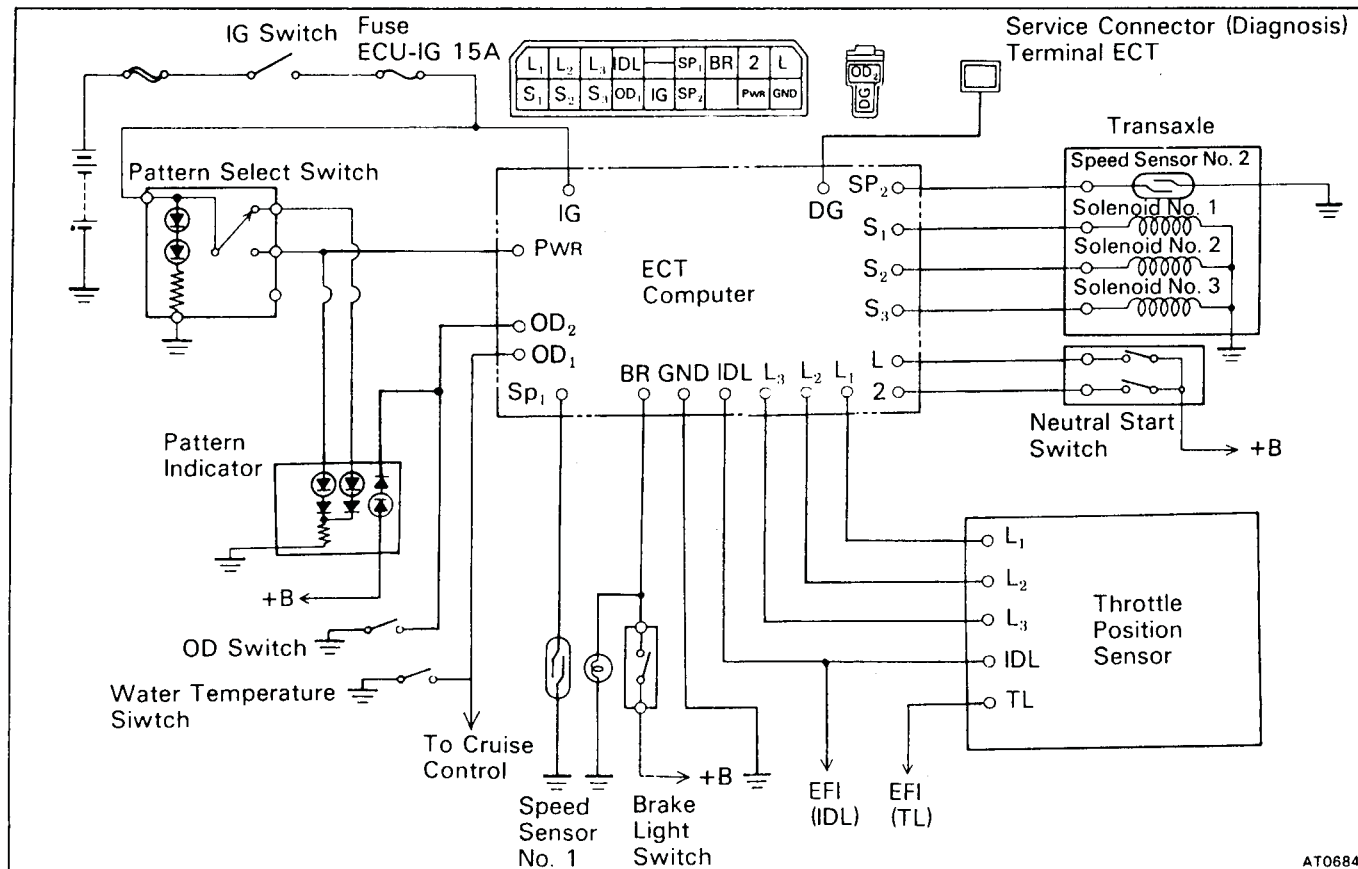 IG Switch
Fuse
ECU-IG 15A
Service Connector (Diagnosis)
Terminal ECT
L₁ L₂ L₃ IDL SP₁ BR 2 L
S₁ S₂ S₃ OD₁ IG SP₂ PWR GND
OD₂
DG
Transaxle
Pattern Select Switch
Speed Sensor No. 2
Solenoid No. 1
Solenoid No. 2
Solenoid No. 3
IG
DG
SP₂
S₁
S₂
S₃
PWR
ECT
Computer
OD₂
OD₁
Sp₁
BR GND IDL L₃ L₂ L₁
L
2
Neutral Start
Switch
+B
Pattern
Indicator
+B
OD Switch
Water Temperature
Siwtch
To Cruise
Control
Speed
Sensor
No. 1
Brake
Light
Switch
+B
L₁
L₂
L₃
IDL
TL
Throttle
Position
Sensor
EFI
(IDL)
EFI
(TL)
AT0684